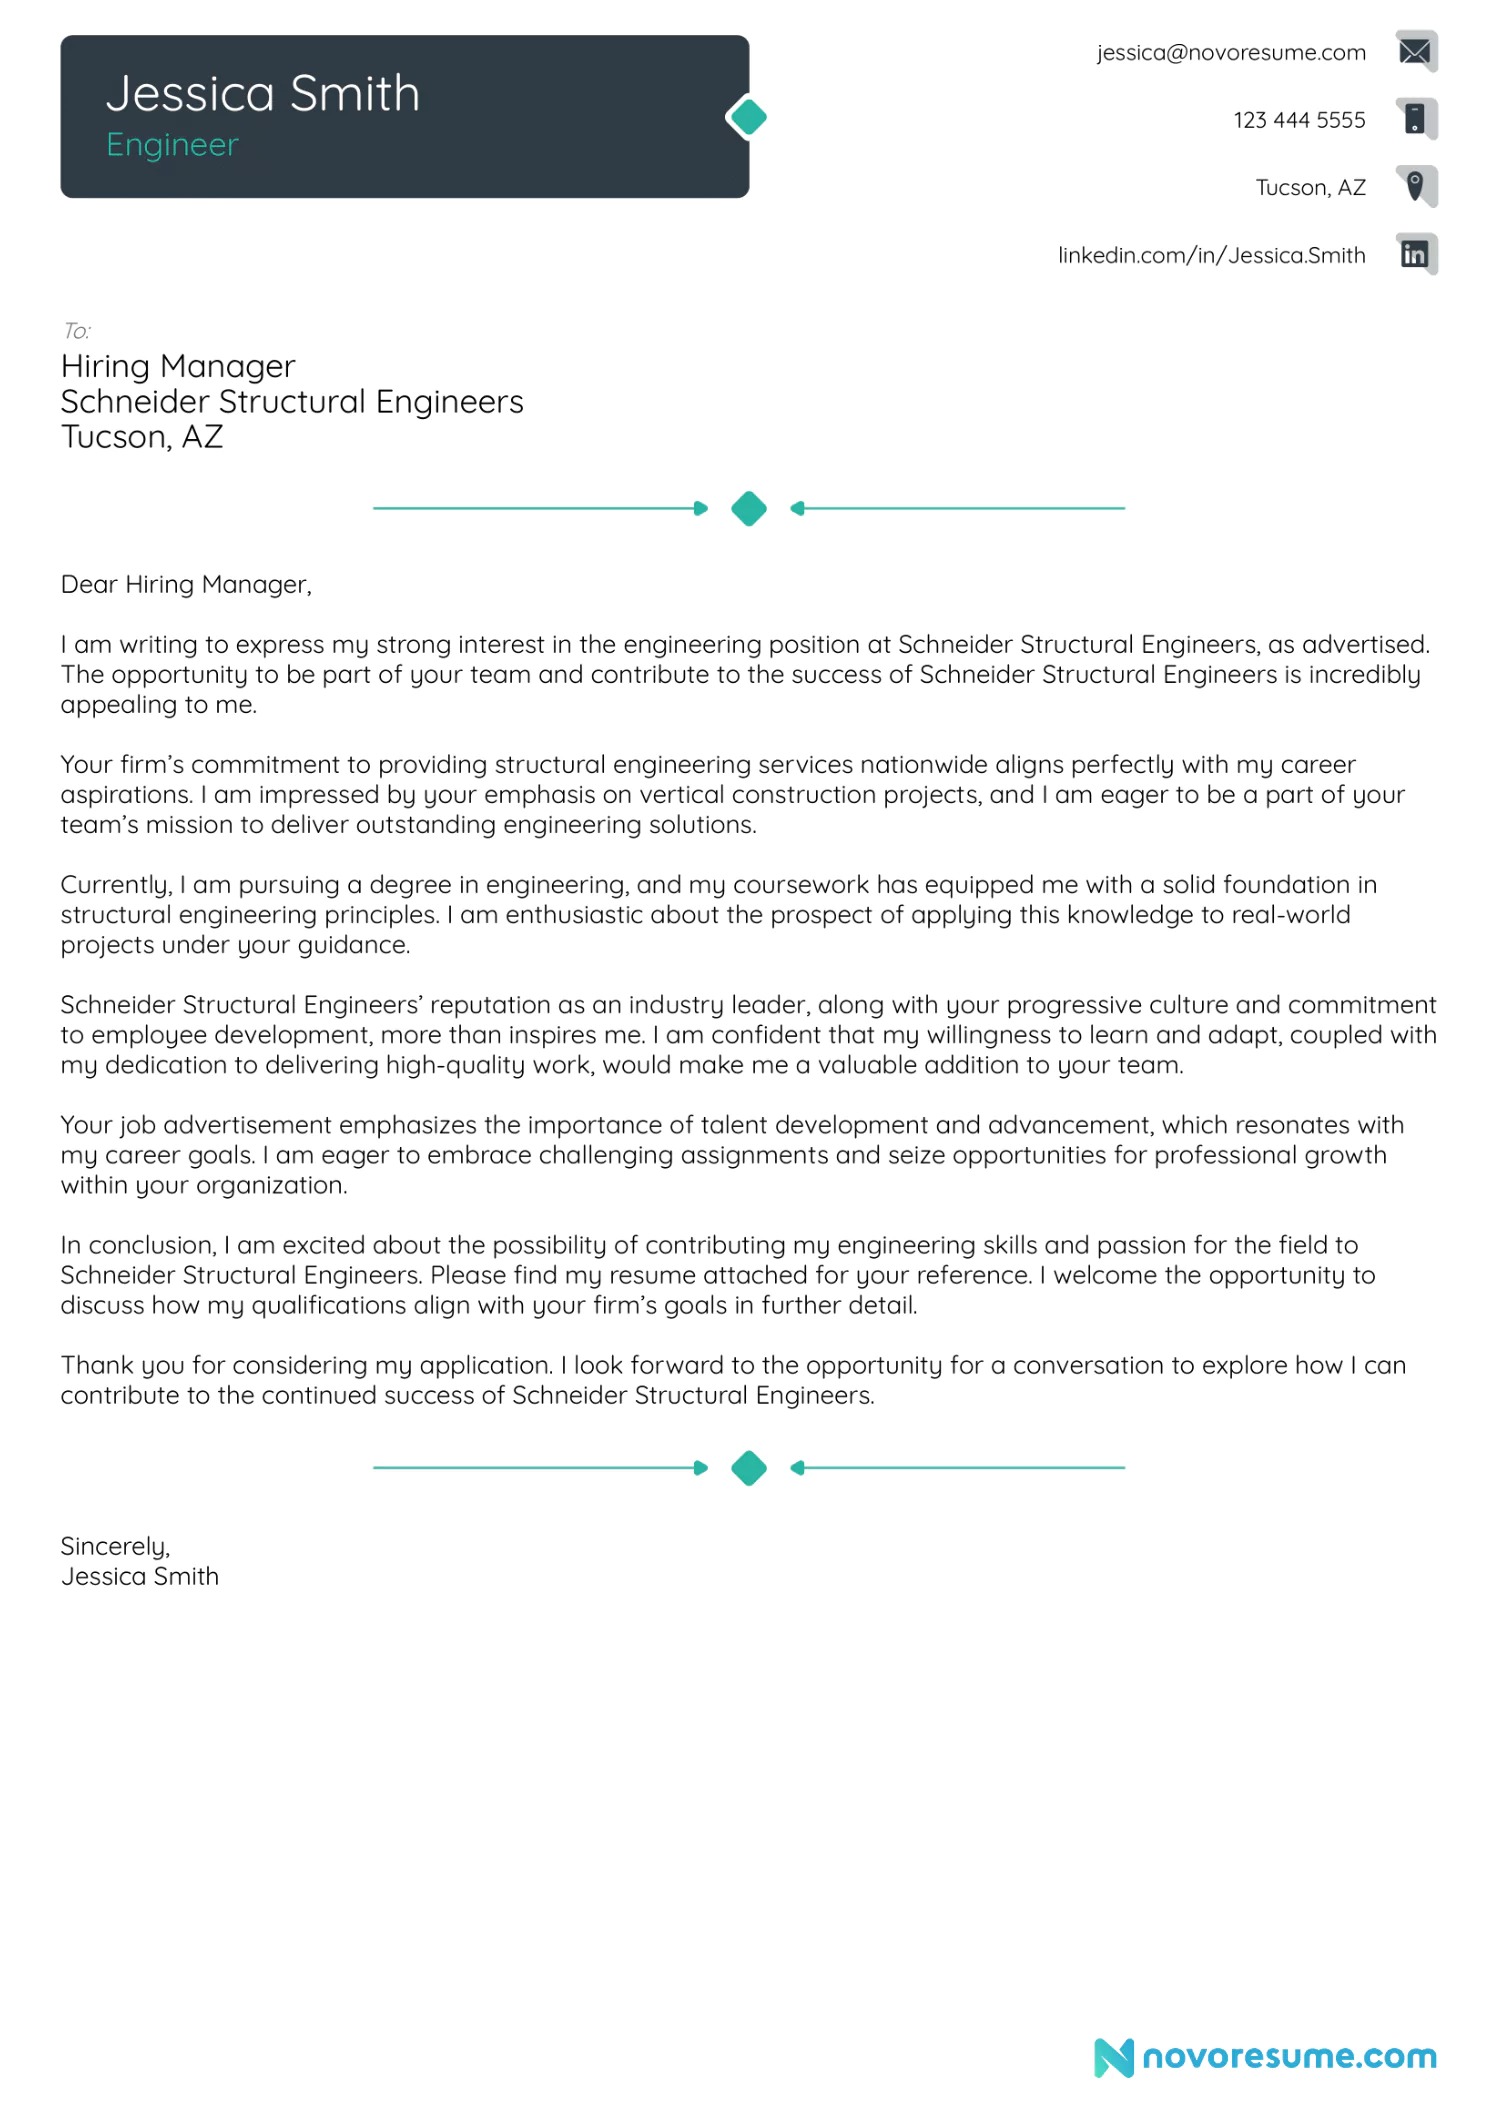 Jessica Smith
Engineer
jessica@novoresume.com
123 444 5555
Tucson, AZ
linkedin.com/in/Jessica.Smith
To:
Hiring Manager
Schneider Structural Engineers
Tucson, AZ
Dear Hiring Manager,
I am writing to express my strong interest in the engineering position at Schneider Structural Engineers, as advertised.
The opportunity to be part of your team and contribute to the success of Schneider Structural Engineers is incredibly
appealing to me.
Your firm’s commitment to providing structural engineering services nationwide aligns perfectly with my career
aspirations. I am impressed by your emphasis on vertical construction projects, and I am eager to be a part of your
team’s mission to deliver outstanding engineering solutions.
Currently, I am pursuing a degree in engineering, and my coursework has equipped me with a solid foundation in
structural engineering principles. I am enthusiastic about the prospect of applying this knowledge to real-world
projects under your guidance.
Schneider Structural Engineers’ reputation as an industry leader, along with your progressive culture and commitment
to employee development, more than inspires me. I am confident that my willingness to learn and adapt, coupled with
my dedication to delivering high-quality work, would make me a valuable addition to your team.
Your job advertisement emphasizes the importance of talent development and advancement, which resonates with
my career goals. I am eager to embrace challenging assignments and seize opportunities for professional growth
within your organization.
In conclusion, I am excited about the possibility of contributing my engineering skills and passion for the field to
Schneider Structural Engineers. Please find my resume attached for your reference. I welcome the opportunity to
discuss how my qualifications align with your firm’s goals in further detail.
Thank you for considering my application. I look forward to the opportunity for a conversation to explore how I can
contribute to the continued success of Schneider Structural Engineers.
Sincerely,
Jessica Smith
novoresume.com